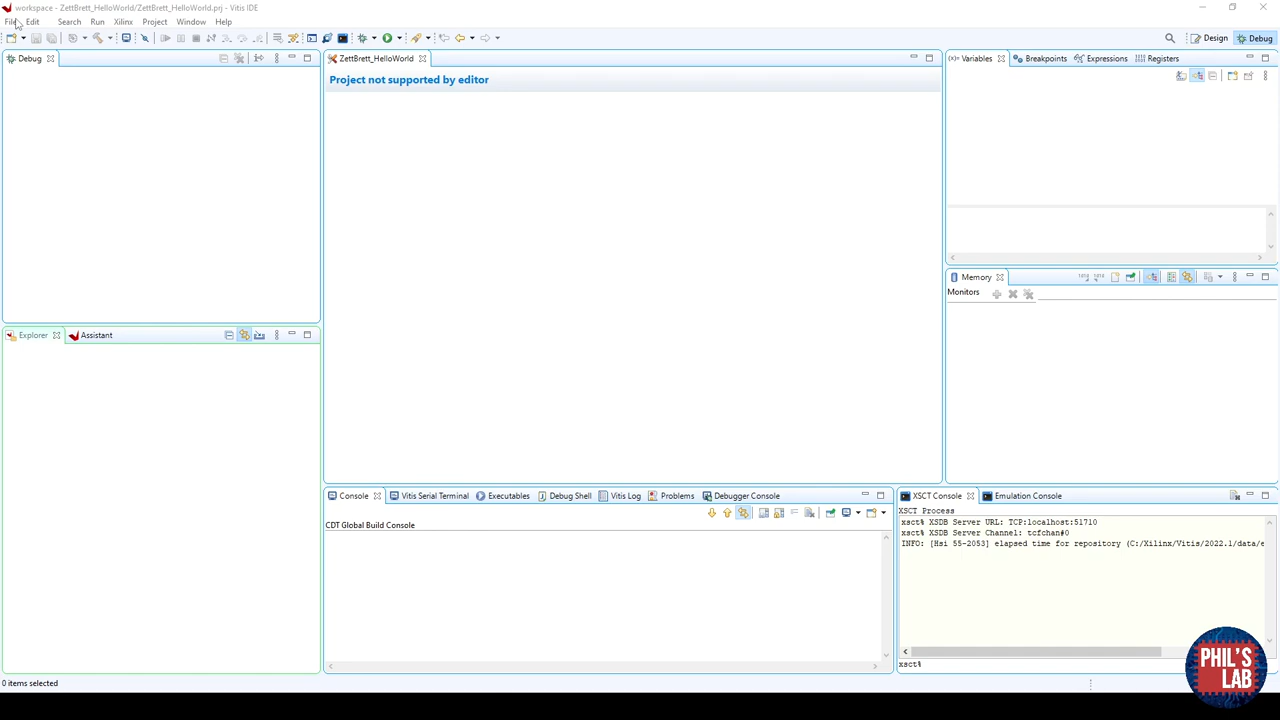 workspace - ZettBrett_HelloWorld/ZettBrett_HelloWorld.prj - Vitis IDE
File Edit Search Run Xilinx Project Window Help
Design Debug
Debug
ZettBrett_HelloWorld
Project not supported by editor
(x)= Variables Breakpoints Expressions Registers
Memory
Monitors
Explorer Assistant
Console Vitis Serial Terminal Executables Debug Shell Vitis Log Problems Debugger Console
CDT Global Build Console
XSCT Console Emulation Console
XSCT Process
xsct% XSDB Server URL: TCP:localhost:51710
xsct% XSDB Server Channel: tcfchan#0
INFO: [Hsi 55-2053] elapsed time for repository (C:/Xilinx/Vitis/2022.1/data/e
xsct%
0 items selected
PHIL'S
LAB